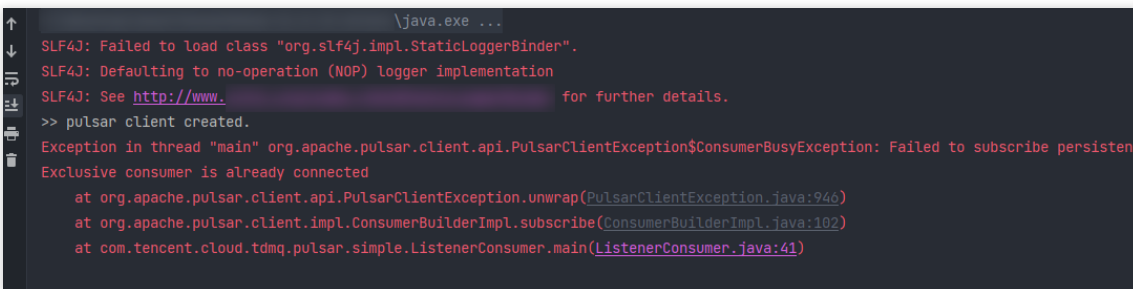 \java.exe ...
SLF4J: Failed to load class "org.slf4j.impl.StaticLoggerBinder".
SLF4J: Defaulting to no-operation (NOP) logger implementation
SLF4J: See http://www. for further details.
>> pulsar client created.
Exception in thread "main" org.apache.pulsar.client.api.PulsarClientException$ConsumerBusyException: Failed to subscribe persisten
Exclusive consumer is already connected
at org.apache.pulsar.client.api.PulsarClientException.unwrap(PulsarClientException.java:946)
at org.apache.pulsar.client.impl.ConsumerBuilderImpl.subscribe(ConsumerBuilderImpl.java:102)
at com.tencent.cloud.tdmq.pulsar.simple.ListenerConsumer.main(ListenerConsumer.java:41)